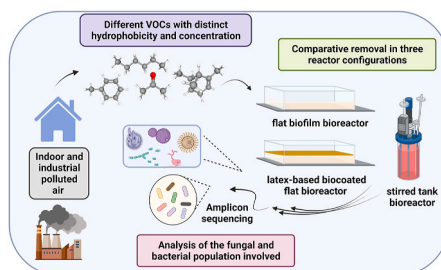 Different VOCs with distinct
hydrophobicity and concentration
Comparative removal in three
reactor configurations
flat biofilm bioreactor
Indoor and
industrial
polluted
air
latex-based biocoated
flat bioreactor
stirred tank
bioreactor
Amplicon
sequencing
Analysis of the fungal and
bacterial population involved